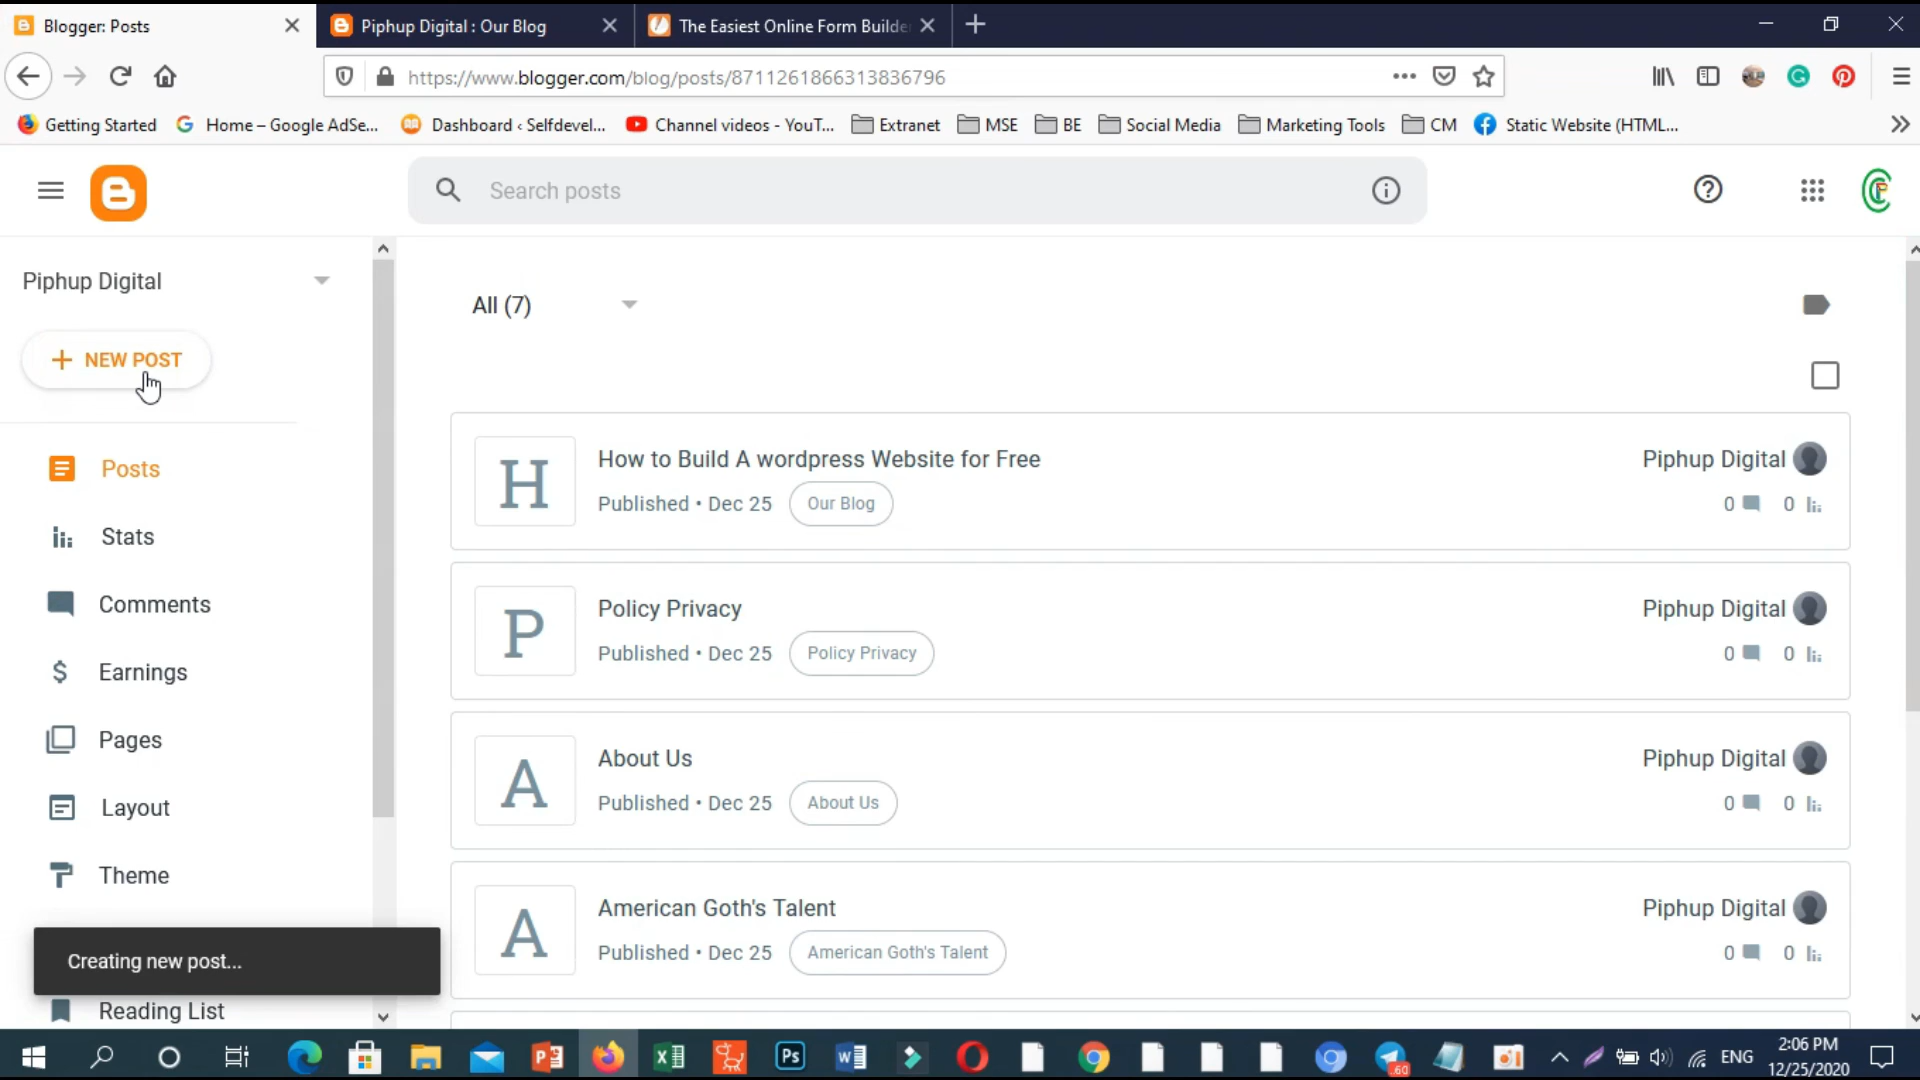 Blogger: Posts
Piphup Digital : Our Blog
The Easiest Online Form Builde
https://www.blogger.com/blog/posts/8711261866313836796
Getting Started
Home – Google AdSe...
Dashboard ‹ Selfdevel...
Channel videos - YouT...
Extranet
MSE
BE
Social Media
Marketing Tools
CM
Static Website (HTML...
Search posts
Piphup Digital
NEW POST
Posts
Stats
Comments
Earnings
Pages
Layout
Theme
Creating new post...
Reading List
All (7)
H
How to Build A wordpress Website for Free
Published • Dec 25
Our Blog
Piphup Digital
0 0
P
Policy Privacy
Published • Dec 25
Policy Privacy
Piphup Digital
0 0
A
About Us
Published • Dec 25
About Us
Piphup Digital
0 0
A
American Goth's Talent
Published • Dec 25
American Goth's Talent
Piphup Digital
0 0
Ps
.60
ENG
2:06 PM
12/25/2020